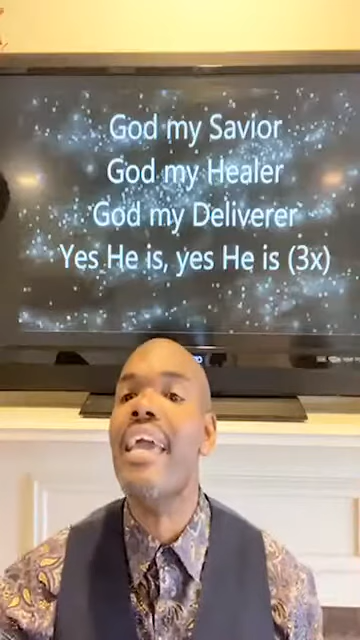 God my Savior
God my Healer
God my Deliverer
Yes He is, yes He is (3x)